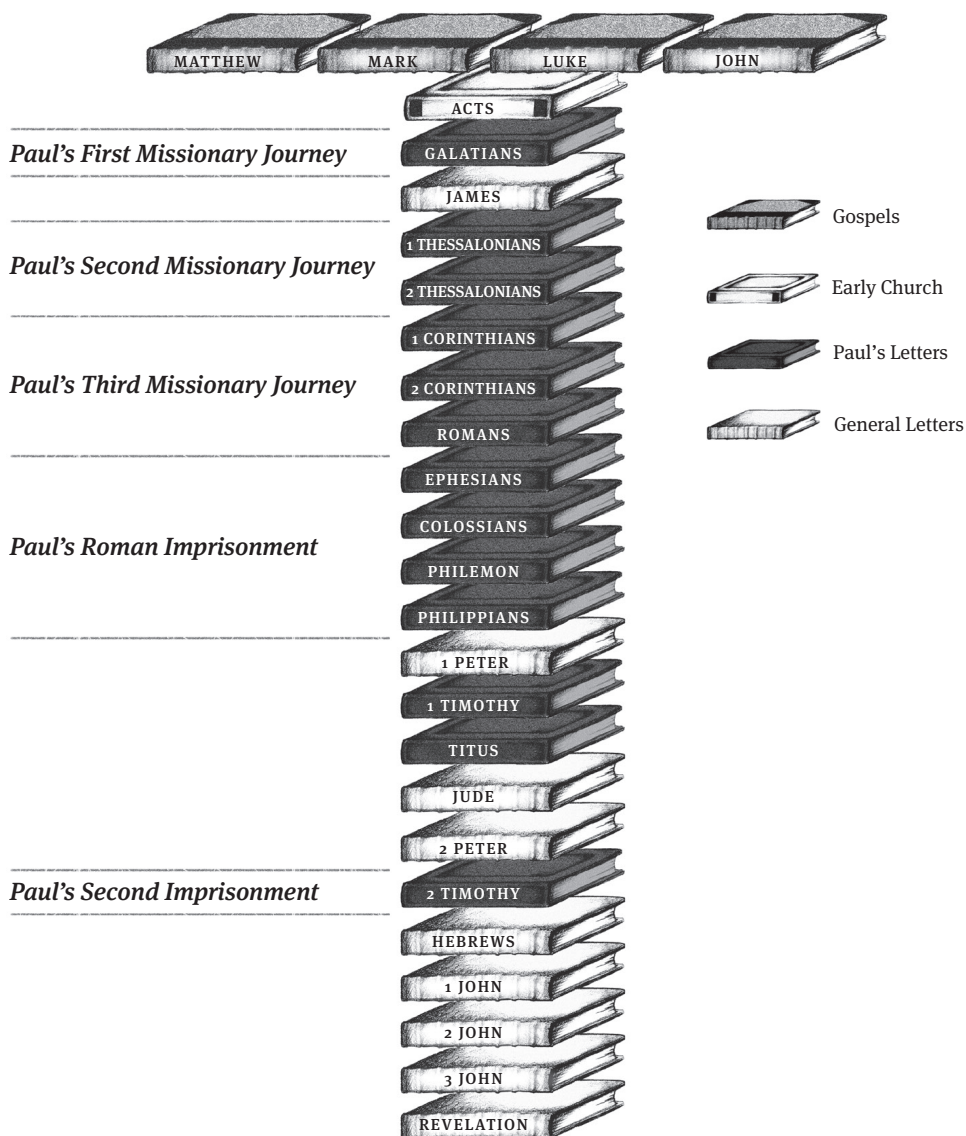 MATTHEW MARK LUKE JOHN
ACTS
Paul's First Missionary Journey
GALATIANS
JAMES
1 THESSALONIANS
Paul's Second Missionary Journey
2 THESSALONIANS
1 CORINTHIANS
Paul's Third Missionary Journey
2 CORINTHIANS
ROMANS
EPHESIANS
COLOSSIANS
Paul's Roman Imprisonment
PHILEMON
PHILIPPIANS
1 PETER
1 TIMOTHY
TITUS
JUDE
2 PETER
Paul's Second Imprisonment
2 TIMOTHY
HEBREWS
1 JOHN
2 JOHN
3 JOHN
REVELATION
Gospels
Early Church
Paul's Letters
General Letters